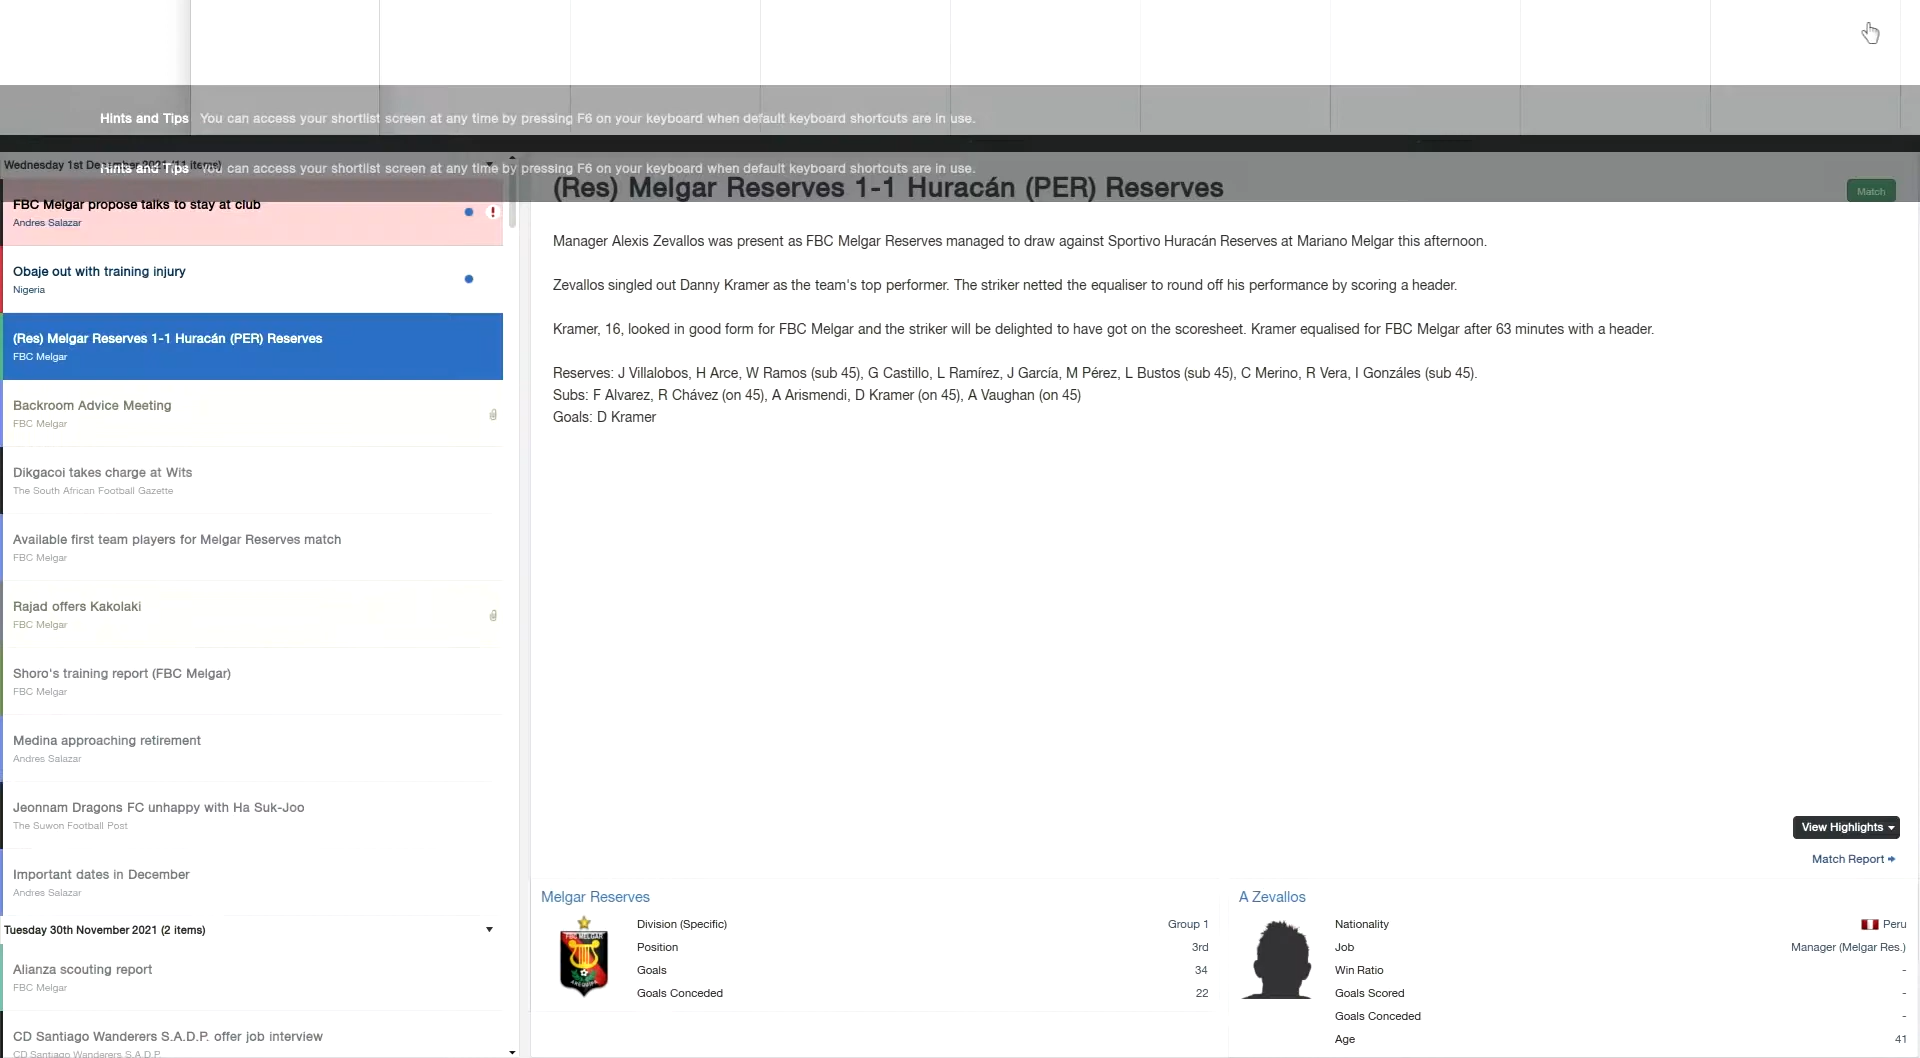 Hints and Tips You can access your shortlist screen at any time by pressing F6 on your keyboard when default keyboard shortcuts are in use.
Wednesday 1st December 2021 (11 items)
Hints and Tips You can access your shortlist screen at any time by pressing F6 on your keyboard when default keyboard shortcuts are in use.
FBC Melgar propose talks to stay at club
Andres Salazar
Obaje out with training injury
Nigeria
(Res) Melgar Reserves 1-1 Huracán (PER) Reserves
FBC Melgar
Backroom Advice Meeting
FBC Melgar
Dikgacoi takes charge at Wits
The South African Football Gazette
Available first team players for Melgar Reserves match
FBC Melgar
Rajad offers Kakolaki
FBC Melgar
Shoro's training report (FBC Melgar)
FBC Melgar
Medina approaching retirement
Andres Salazar
Jeonnam Dragons FC unhappy with Ha Suk-Joo
The Suwon Football Post
Important dates in December
Andres Salazar
Tuesday 30th November 2021 (2 items)
Alianza scouting report
FBC Melgar
CD Santiago Wanderers S.A.D.P. offer job interview
CD Santiago Wanderers S.A.D.P.
(Res) Melgar Reserves 1-1 Huracán (PER) Reserves
Match
Manager Alexis Zevallos was present as FBC Melgar Reserves managed to draw against Sportivo Huracán Reserves at Mariano Melgar this afternoon.
Zevallos singled out Danny Kramer as the team's top performer. The striker netted the equaliser to round off his performance by scoring a header.
Kramer, 16, looked in good form for FBC Melgar and the striker will be delighted to have got on the scoresheet. Kramer equalised for FBC Melgar after 63 minutes with a header.
Reserves: J Villalobos, H Arce, W Ramos (sub 45), G Castillo, L Ramírez, J García, M Pérez, L Bustos (sub 45), C Merino, R Vera, I Gonzáles (sub 45).
Subs: F Alvarez, R Chávez (on 45), A Arismendi, D Kramer (on 45), A Vaughan (on 45)
Goals: D Kramer
View Highlights
Match Report
Melgar Reserves
FBC MELGAR
AREQUIPA
Division (Specific) Group 1
Position 3rd
Goals 34
Goals Conceded 22
A Zevallos
Nationality Peru
Job Manager (Melgar Res.)
Win Ratio -
Goals Scored -
Goals Conceded -
Age 41